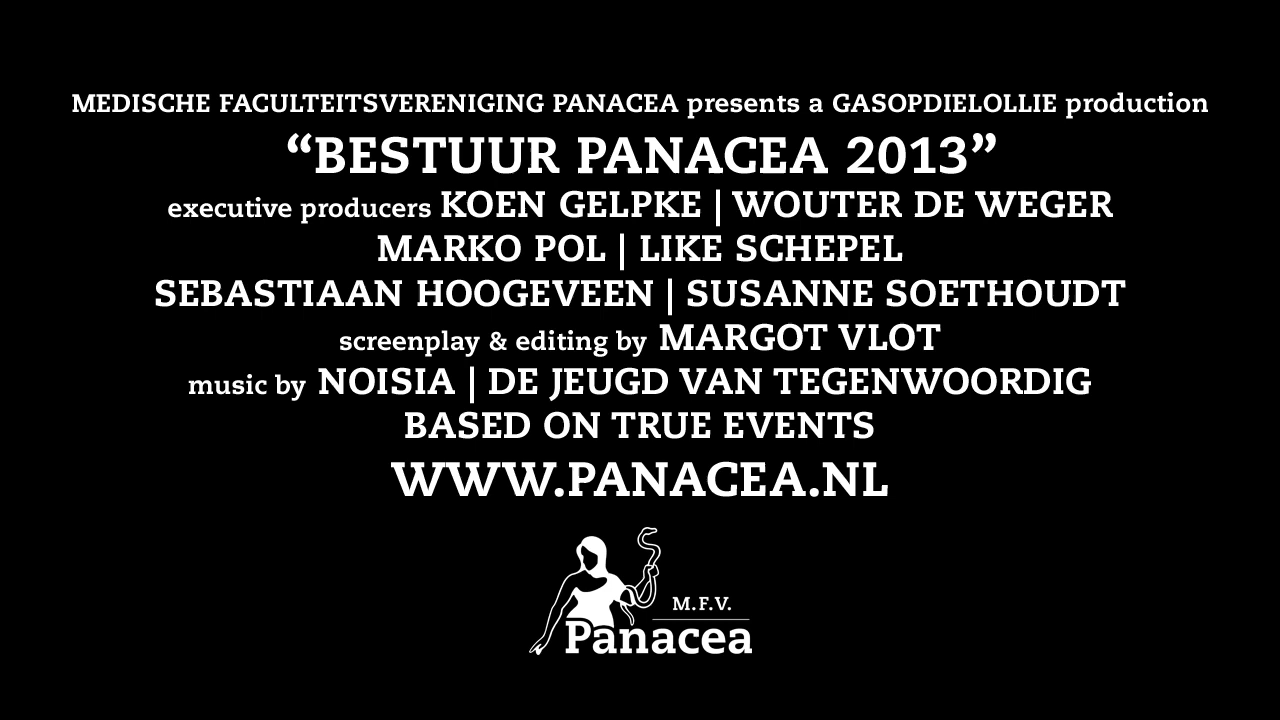 MEDISCHE FACULTEITSVERENIGING PANACEA presents a GASOPDIELOLLIE production
“BESTUUR PANACEA 2013”
executive producers KOEN GELPKE | WOUTER DE WEGER
MARKO POL | LIKE SCHEPEL
SEBASTIAAN HOOGEVEEN | SUSANNE SOETHOUDT
screenplay & editing by MARGOT VLOT
music by NOISIA | DE JEUGD VAN TEGENWOORDIG
BASED ON TRUE EVENTS
WWW.PANACEA.NL
M.F.V.
Panacea